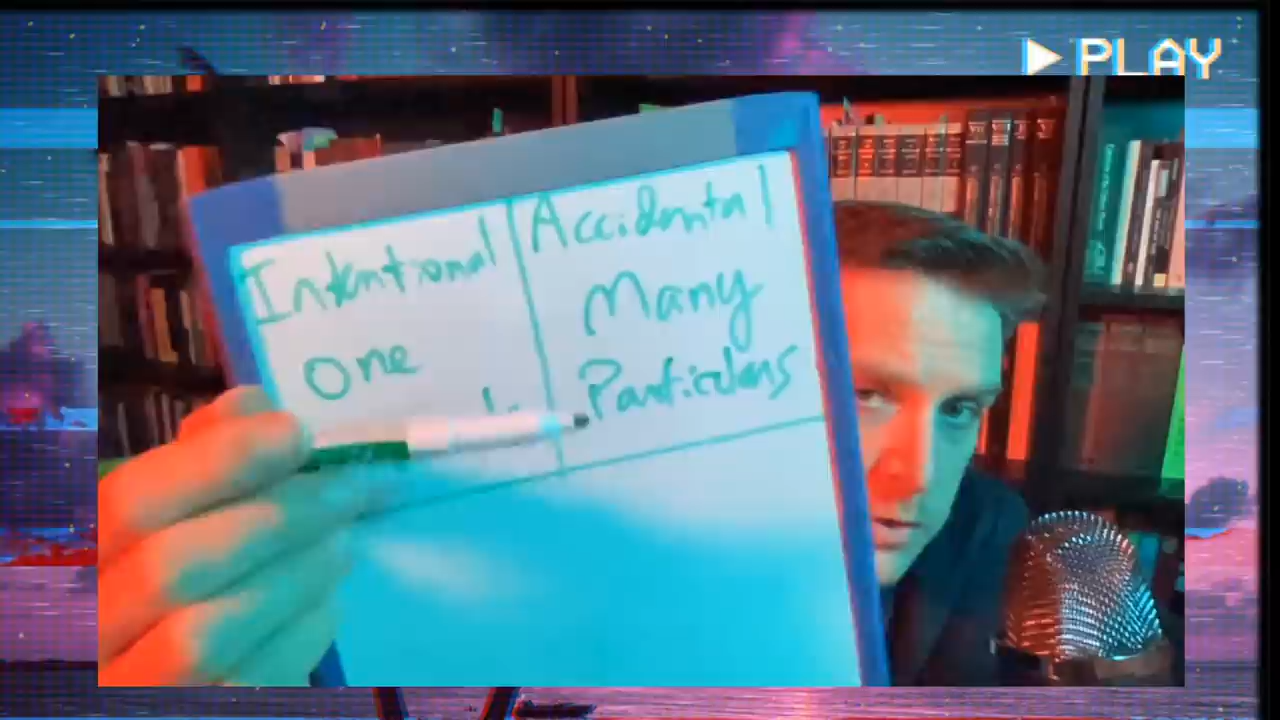 PLAY
Intentional
Accidental
One
Many
Particulars